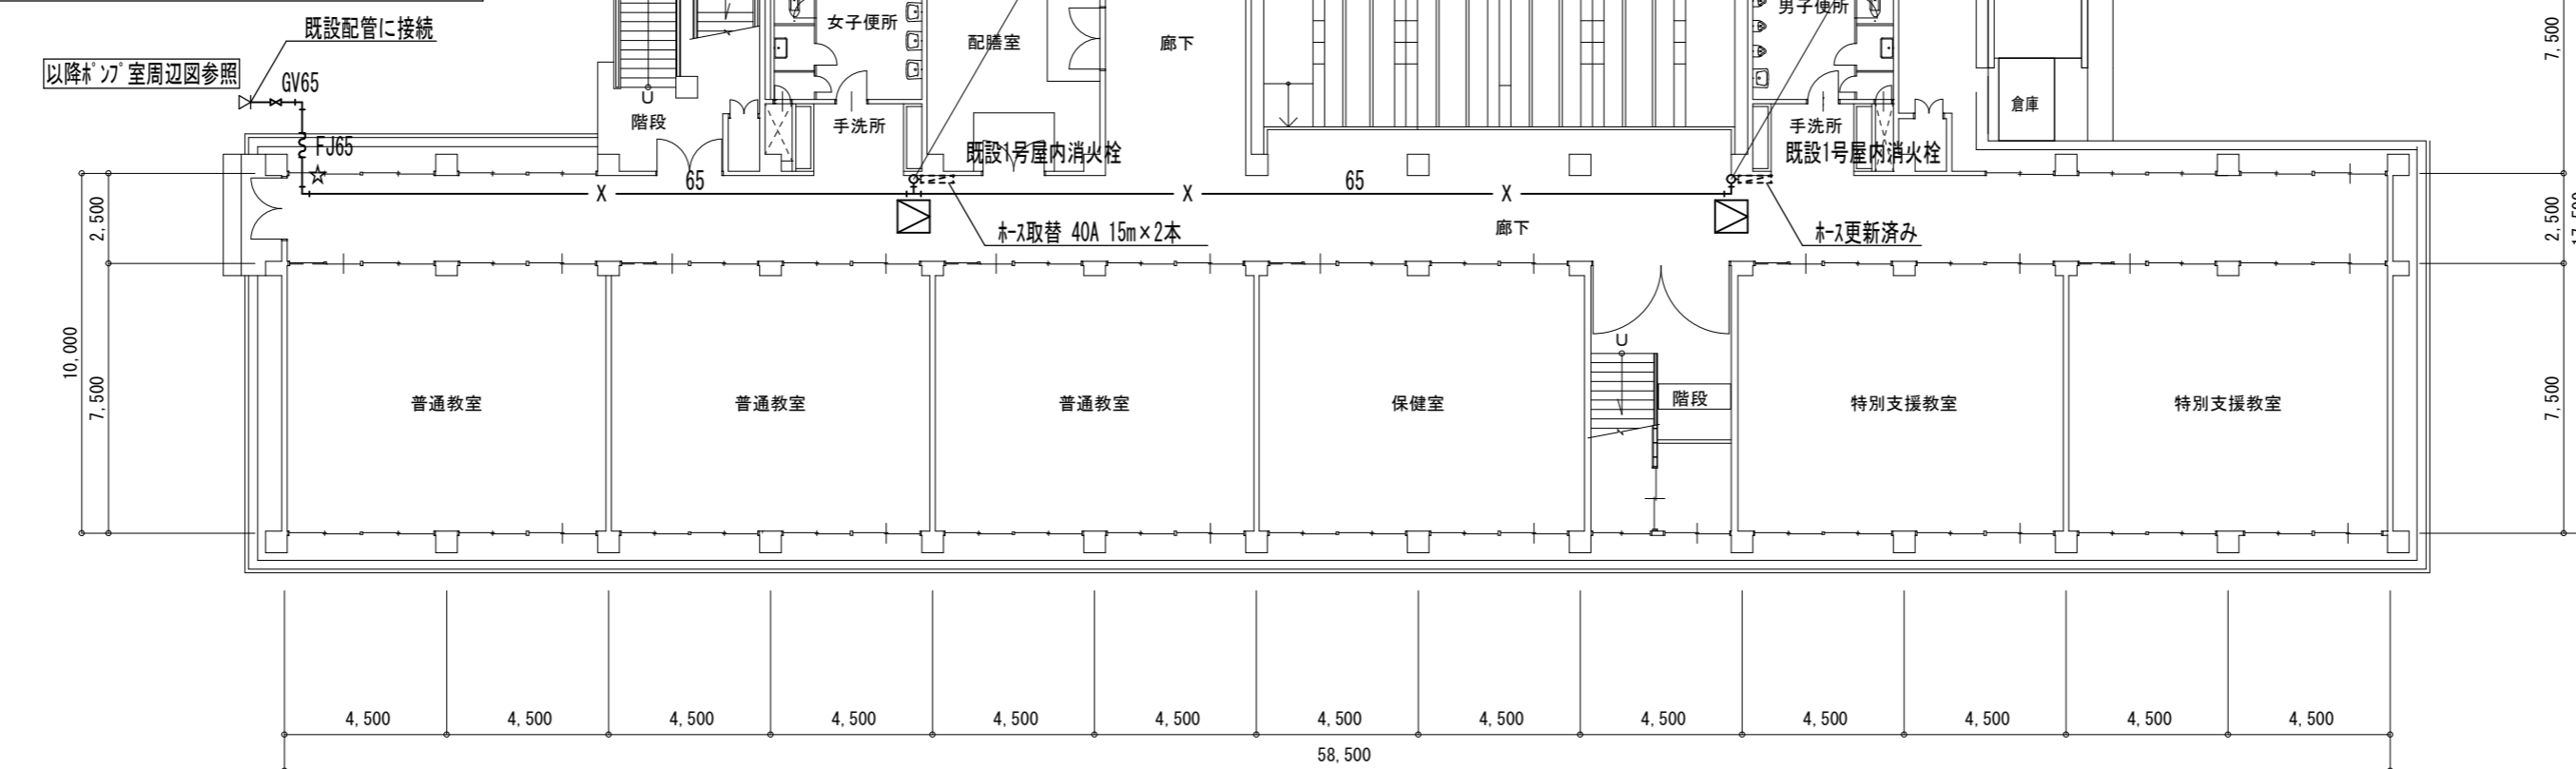 既設配管に接続
女子便所
配膳室
廊下
男子便所
7,500
以降ﾎﾟﾝﾌﾟ室周辺図参照
GV65
U
階段
手洗所
手洗所
倉庫
FJ65
☆
既設1号屋内消火栓
既設1号屋内消火栓
X
65
X
65
X
2,500
ﾎｰｽ取替 40A 15m×2本
廊下
ﾎｰｽ更新済み
2,500
10,000
7,500
U
普通教室
普通教室
普通教室
保健室
階段
特別支援教室
特別支援教室
7,500
4,500
4,500
4,500
4,500
4,500
4,500
4,500
4,500
4,500
4,500
4,500
4,500
4,500
58,500